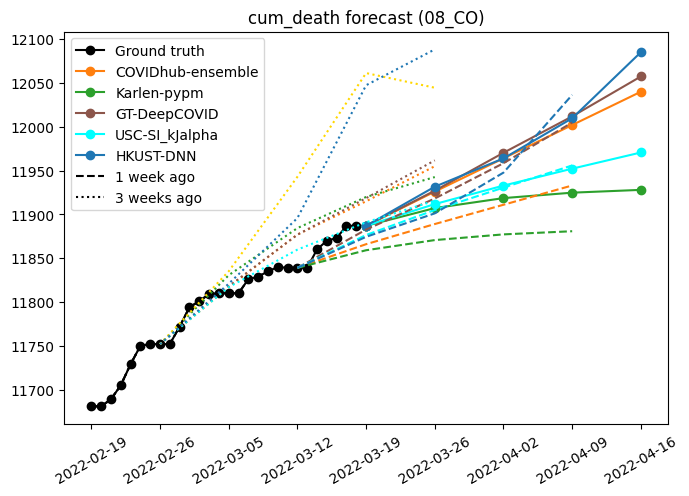 cum_death forecast (08_CO)
12100
12050
12000
11950
11900
11850
11800
11750
11700
Ground truth
COVIDhub-ensemble
Karlen-pypm
GT-DeepCOVID
USC-SI_kJalpha
HKUST-DNN
1 week ago
3 weeks ago
2022-02-19
2022-02-26
2022-03-05
2022-03-12
2022-03-19
2022-03-26
2022-04-02
2022-04-09
2022-04-16